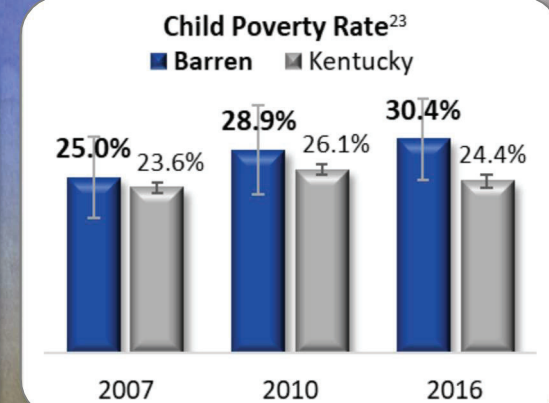 Child Poverty Rate23
Barren Kentucky
25.0% 23.6% 28.9% 26.1% 30.4% 24.4%
2007 2010 2016